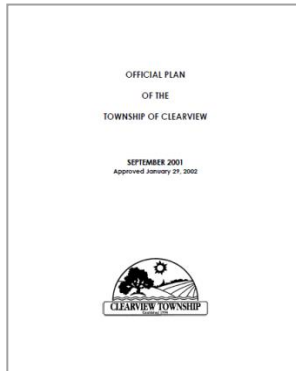 OFFICIAL PLAN
OF THE
TOWNSHIP OF CLEARVIEW
SEPTEMBER 2001
Approved January 29, 2002
CLEARVIEW TOWNSHIP